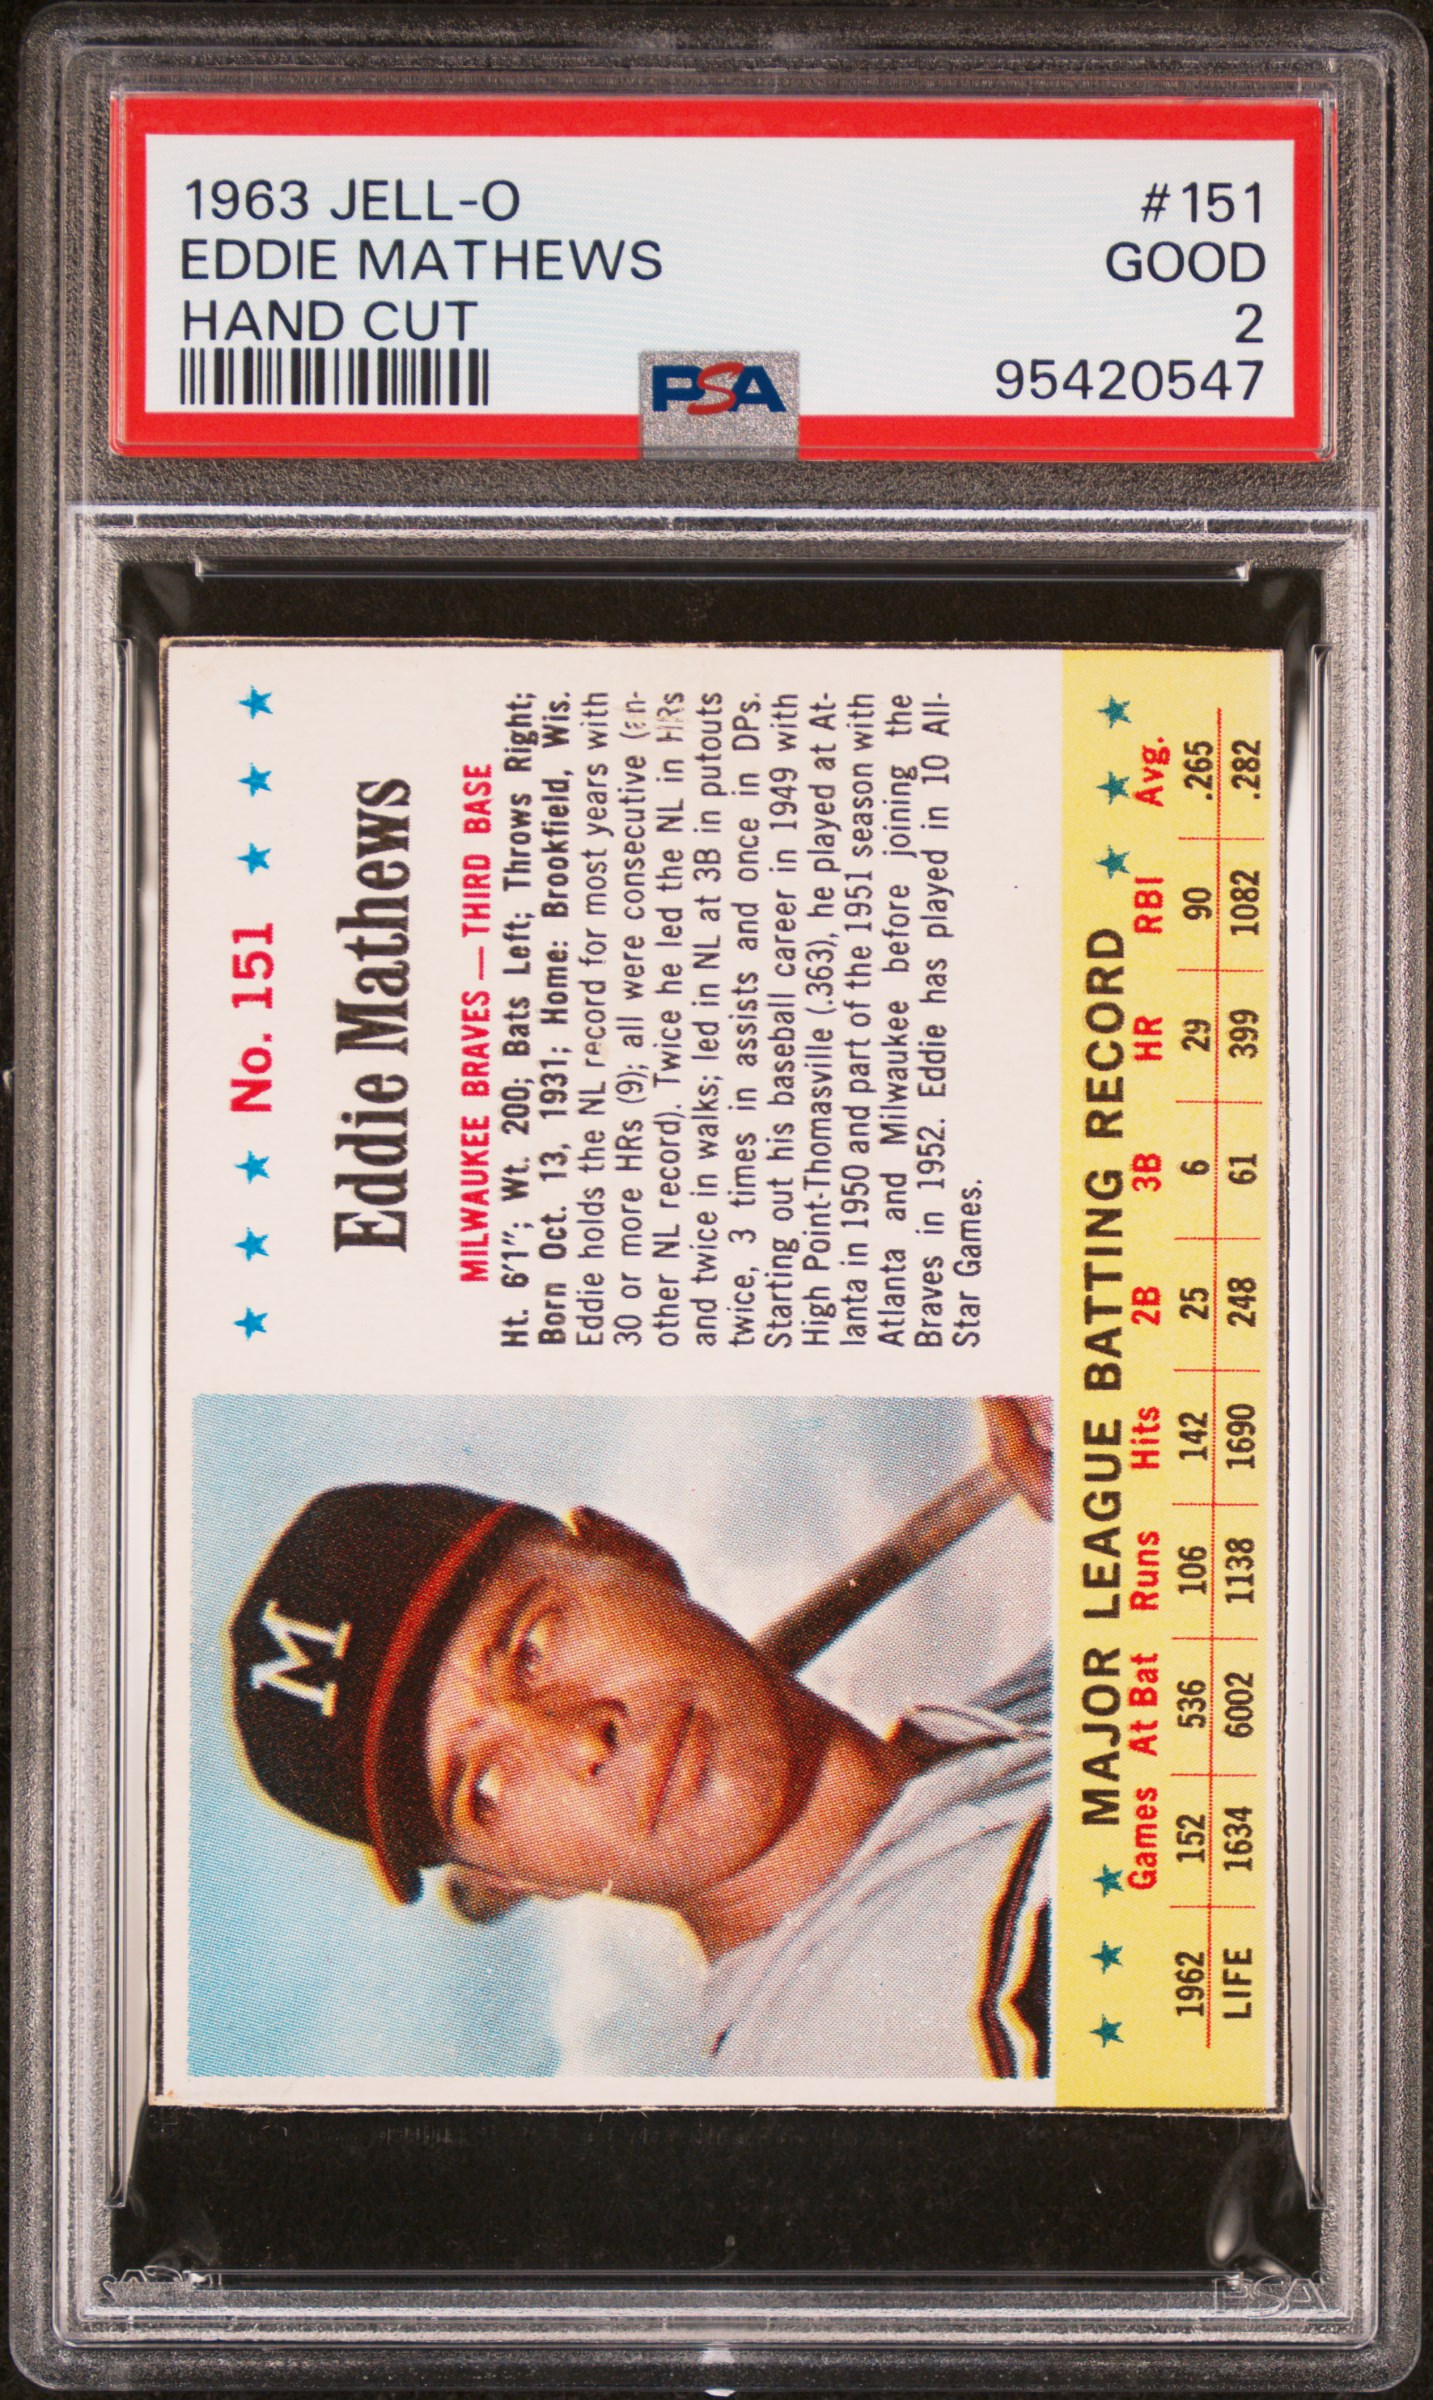 1963 JELL-O
EDDIE MATHEWS
HAND CUT
#151
GOOD
2
95420547
PSA
M
★ ★ ★ No. 151 ★ ★ ★ ★
Eddie Mathews
MILWAUKEE BRAVES — THIRD BASE
Ht. 6'1"; Wt. 200; Bats Left; Throws Right;
Born Oct. 13, 1931; Home: Brookfield, Wis.
Eddie holds the NL record for most years with
30 or more HRs (9); all were consecutive (an-
other NL record). Twice he led the NL in HRs
and twice in walks; led in NL at 3B in putouts
twice, 3 times in assists and once in DPs.
Starting out his baseball career in 1949 with
High Point-Thomasville (.363), he played at At-
lanta in 1950 and part of the 1951 season with
Atlanta and Milwaukee before joining the
Braves in 1952. Eddie has played in 10 All-
Star Games.
★ ★ ★ MAJOR LEAGUE BATTING RECORD ★ ★ ★
Games At Bat Runs Hits 2B 3B HR RBI Avg.
1962 152 536 106 142 25 6 29 90 .265
LIFE 1634 6002 1138 1690 248 61 399 1082 .282
PSA